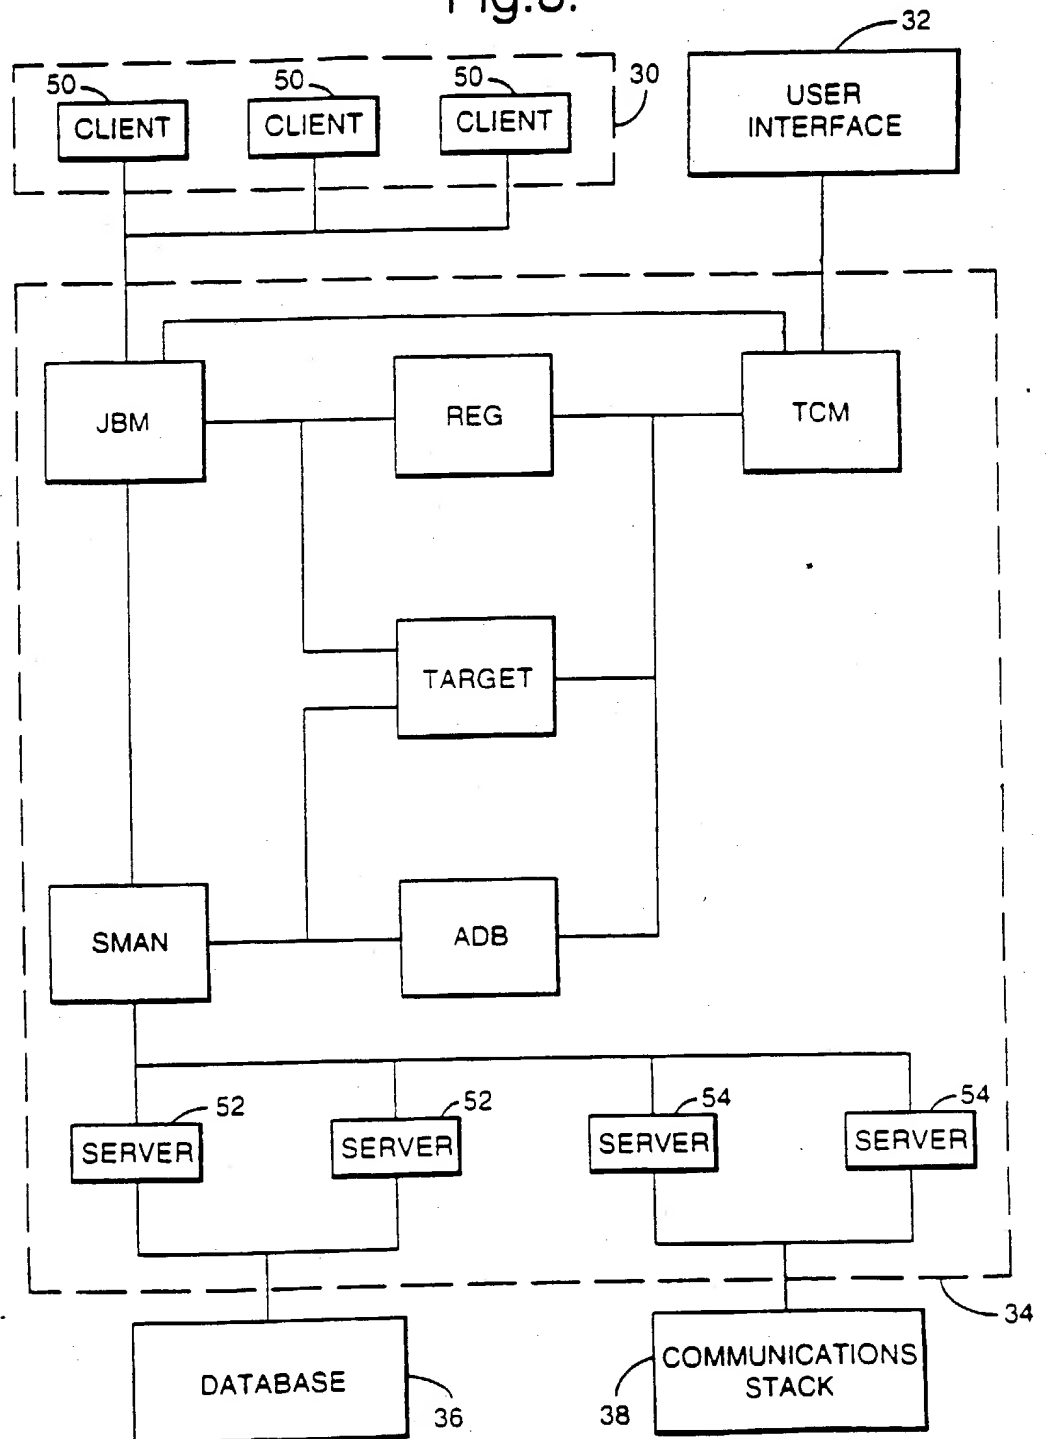 32
50
50
50
30
CLIENT
CLIENT
CLIENT
USER
INTERFACE
JBM
REG
TCM
TARGET
SMAN
ADB
52
52
54
54
SERVER
SERVER
SERVER
SERVER
34
DATABASE
36
COMMUNICATIONS
STACK
38